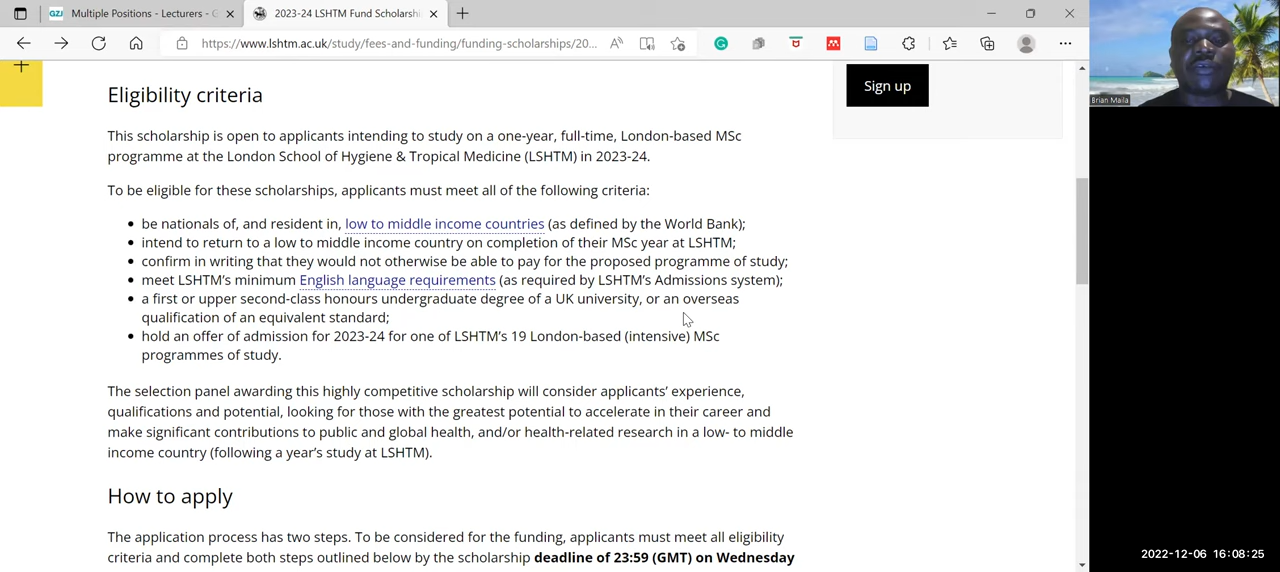 Multiple Positions - Lecturers - G
2023-24 LSHTM Fund Scholarshi
https://www.lshtm.ac.uk/study/fees-and-funding/funding-scholarships/20...
Brian Maila
Sign up
Eligibility criteria
This scholarship is open to applicants intending to study on a one-year, full-time, London-based MSc
programme at the London School of Hygiene & Tropical Medicine (LSHTM) in 2023-24.
To be eligible for these scholarships, applicants must meet all of the following criteria:
• be nationals of, and resident in, low to middle income countries (as defined by the World Bank);
• intend to return to a low to middle income country on completion of their MSc year at LSHTM;
• confirm in writing that they would not otherwise be able to pay for the proposed programme of study;
• meet LSHTM's minimum English language requirements (as required by LSHTM's Admissions system);
• a first or upper second-class honours undergraduate degree of a UK university, or an overseas
qualification of an equivalent standard;
• hold an offer of admission for 2023-24 for one of LSHTM's 19 London-based (intensive) MSc
programmes of study.
The selection panel awarding this highly competitive scholarship will consider applicants' experience,
qualifications and potential, looking for those with the greatest potential to accelerate in their career and
make significant contributions to public and global health, and/or health-related research in a low- to middle
income country (following a year's study at LSHTM).
How to apply
The application process has two steps. To be considered for the funding, applicants must meet all eligibility
criteria and complete both steps outlined below by the scholarship deadline of 23:59 (GMT) on Wednesday
2022-12-06 16:08:25